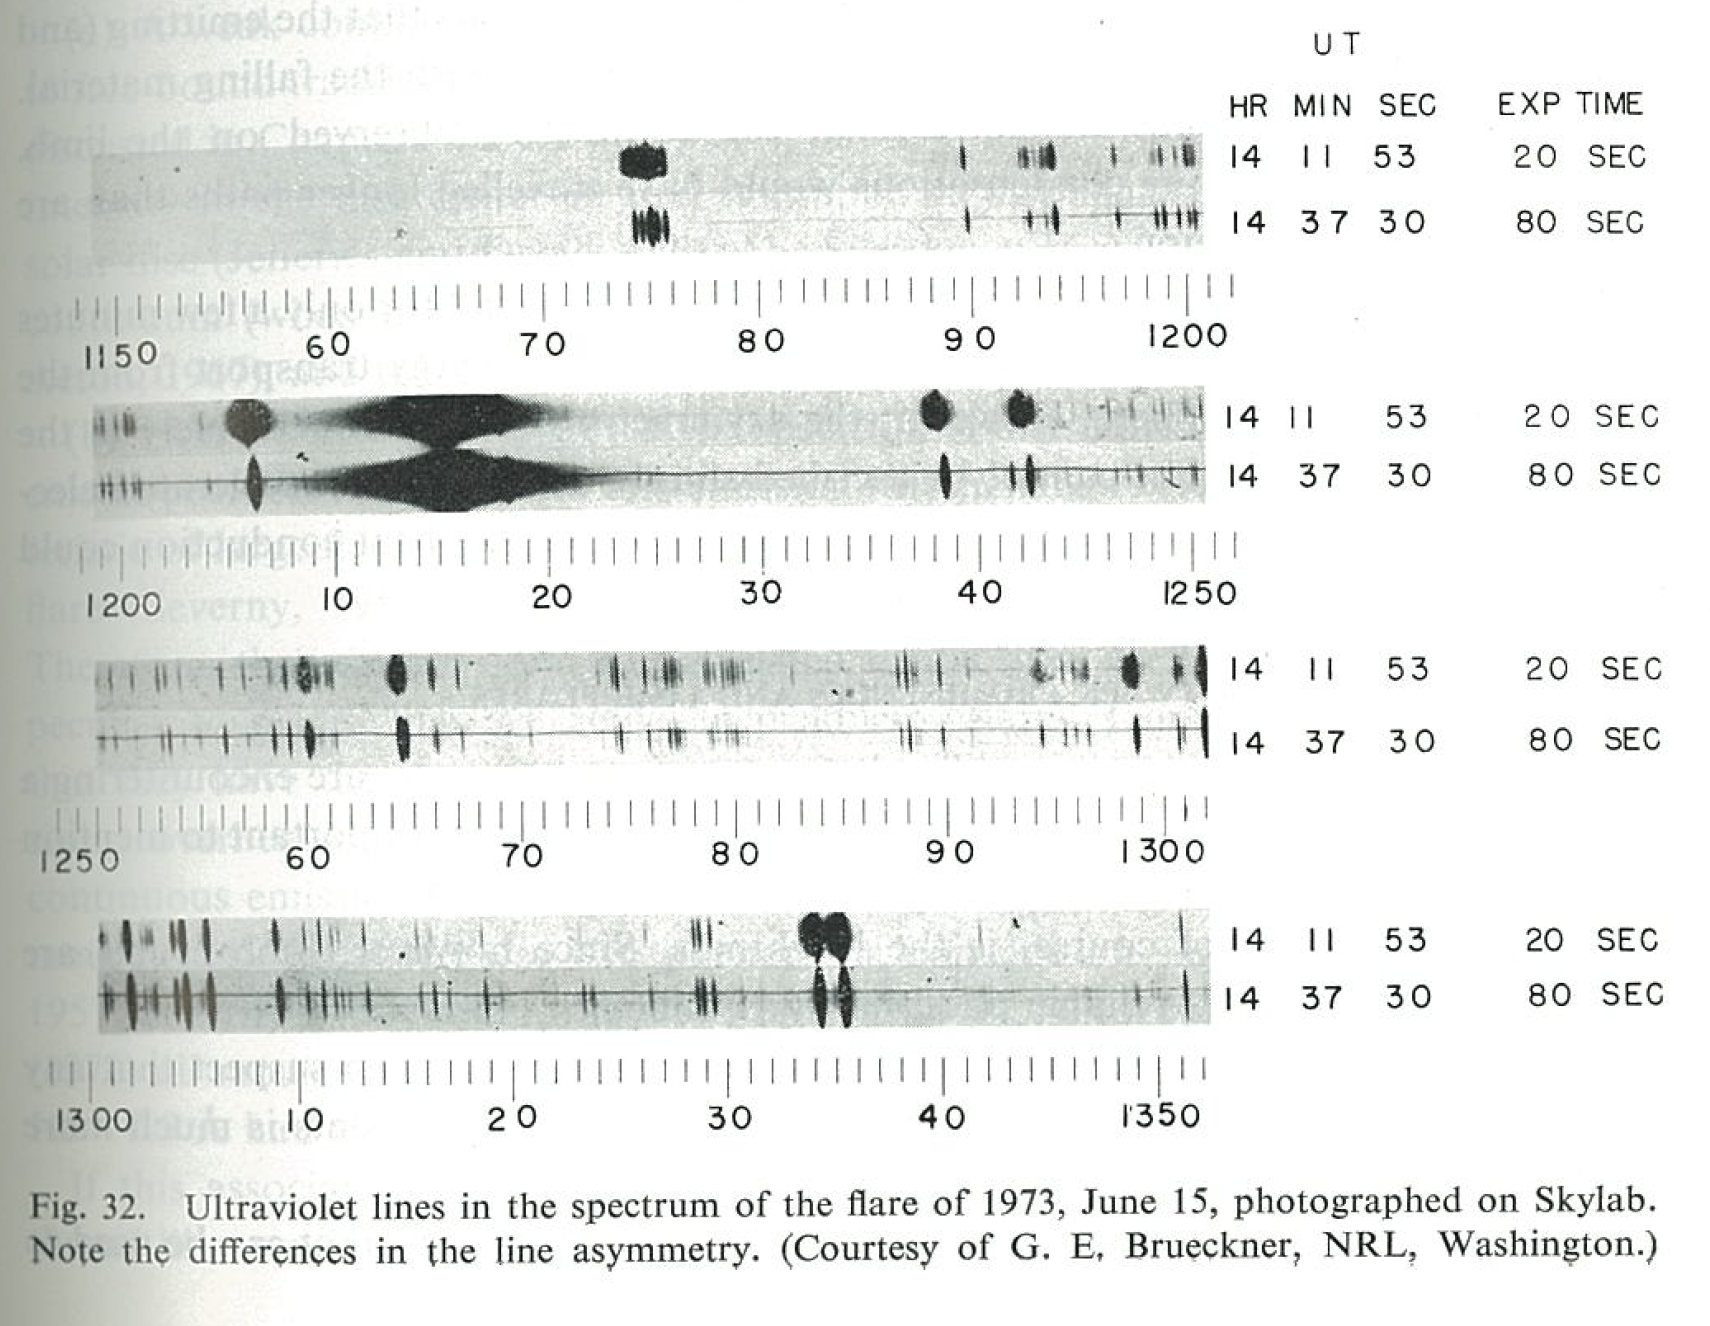 U T
HR MIN SEC EXP TIME
14 11 53 20 SEC
14 37 30 80 SEC
1150 60 70 80 90 1200
14 11 53 20 SEC
14 37 30 80 SEC
1200 10 20 30 40 1250
14 11 53 20 SEC
14 37 30 80 SEC
1250 60 70 80 90 1300
14 11 53 20 SEC
14 37 30 80 SEC
1300 10 20 30 40 1350
Fig. 32. Ultraviolet lines in the spectrum of the flare of 1973, June 15, photographed on Skylab.
Note the differences in the line asymmetry. (Courtesy of G. E. Brueckner, NRL, Washington.)